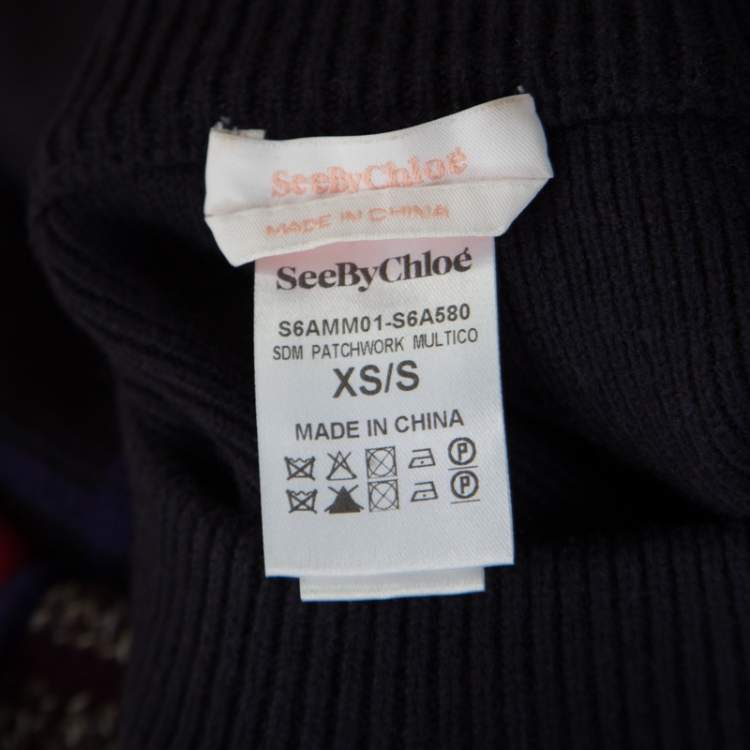 SeeByChloé
MADE IN CHINA
SeeByChloé
S6AMM01-S6A580
SDM PATCHWORK MULTICO
XS/S
MADE IN CHINA
P
P